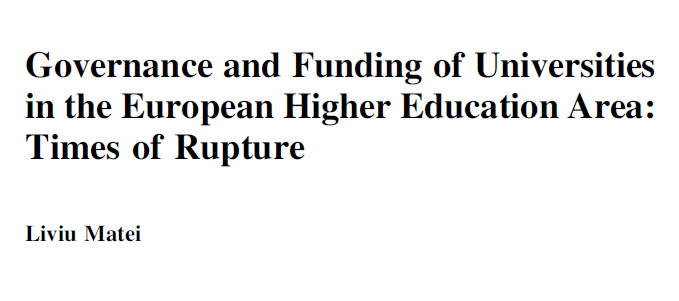 Governance and Funding of Universities
in the European Higher Education Area:
Times of Rupture
Liviu Matei